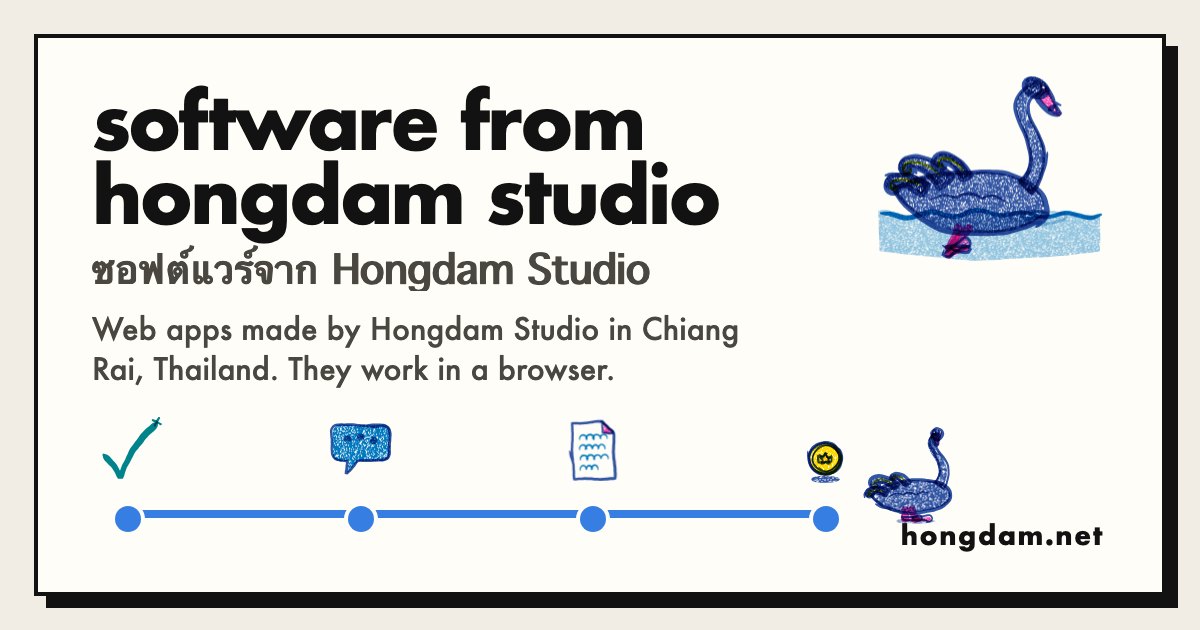 software from
hongdam studio
ซอฟต์แวร์จาก Hongdam Studio
Web apps made by Hongdam Studio in Chiang
Rai, Thailand. They work in a browser.
hongdam.net